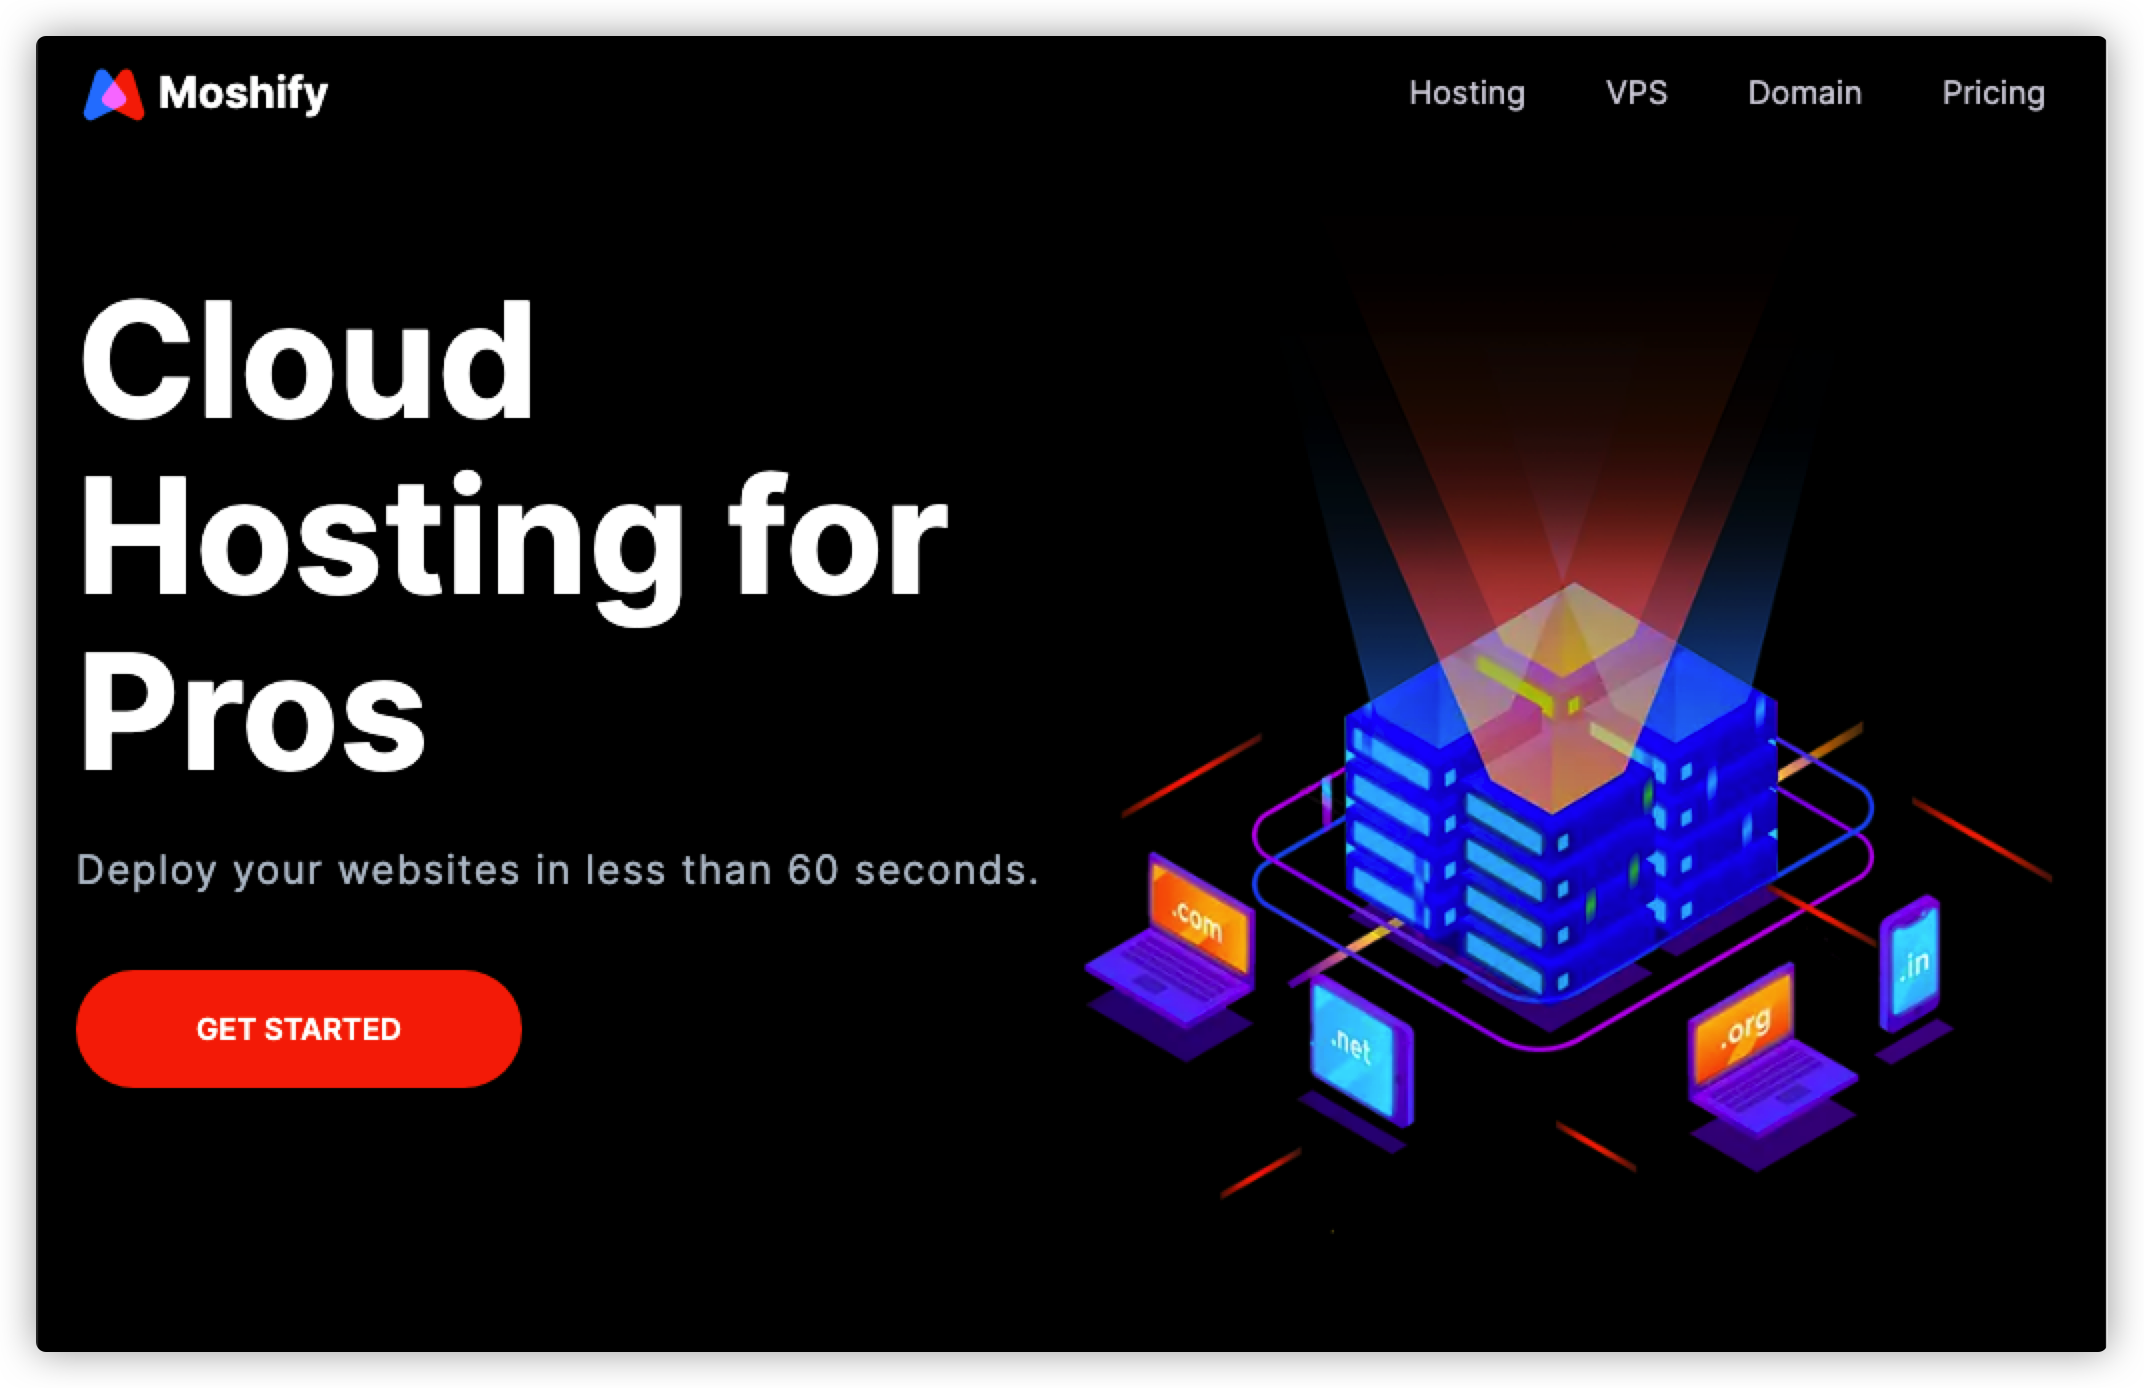 Moshify
Hosting VPS Domain Pricing
Cloud
Hosting for
Pros
Deploy your websites in less than 60 seconds.
GET STARTED
.com
.net
.org
.in